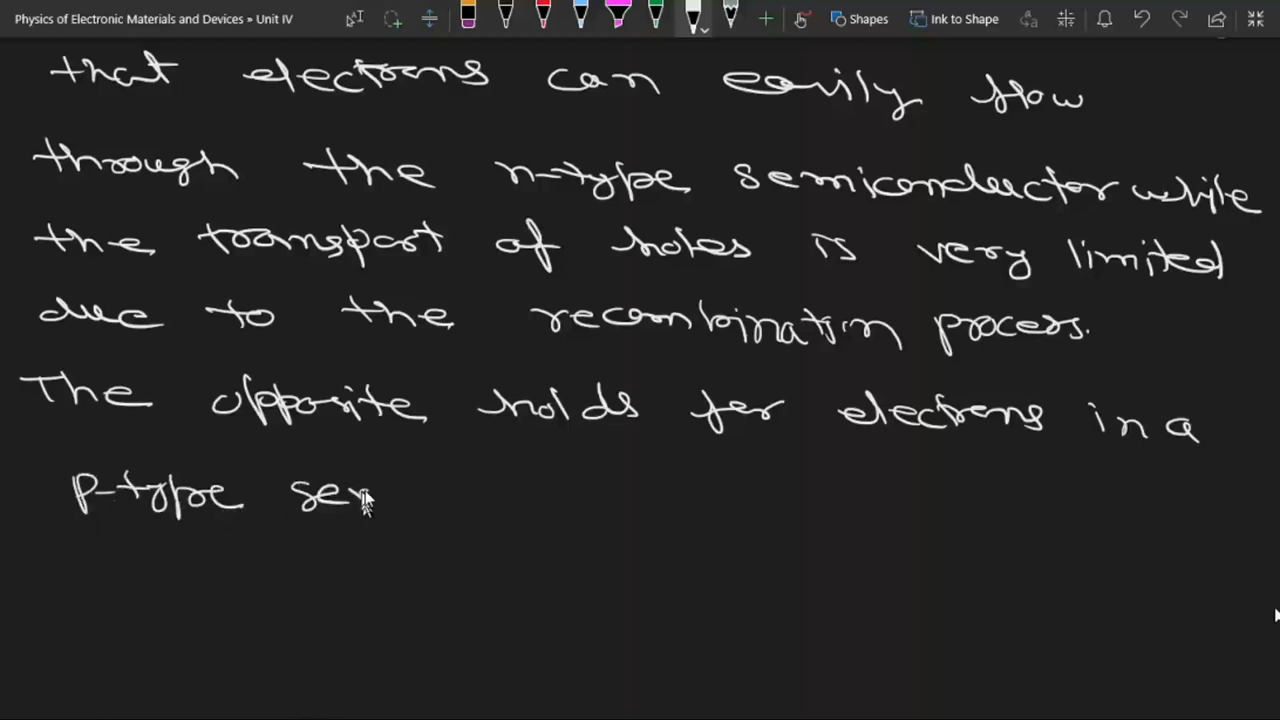 Physics of Electronic Materials and Devices » Unit IV
Shapes
Ink to Shape
that electrons can easily flow
through the n-type semiconductor while
the transport of holes is very limited
due to the recombination process.
The opposite holds for electrons in a
p-type sem